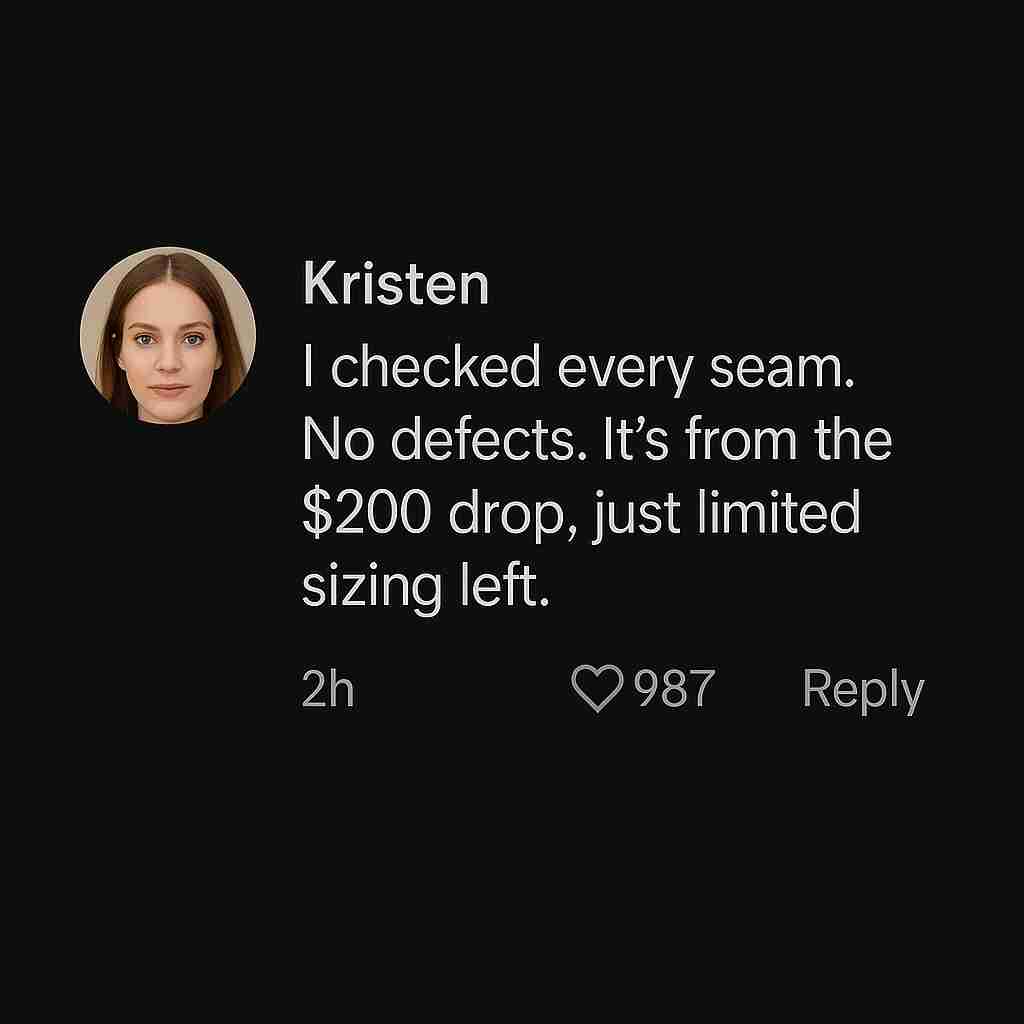 Kristen
I checked every seam.
No defects. It’s from the
$200 drop, just limited
sizing left.
2h 987 Reply